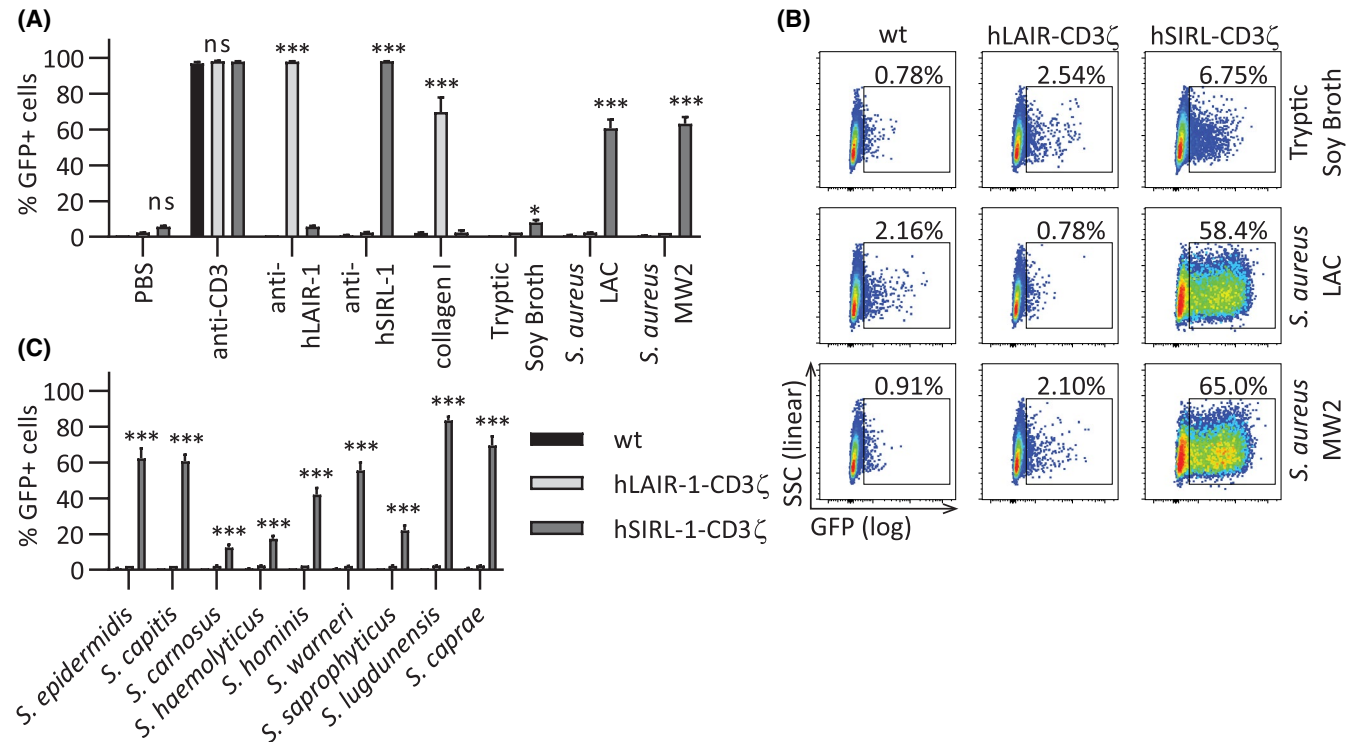 (A)
% GFP+ cells
100
80
60
40
20
0
ns
ns
***
***
***
*
***
***
PBS
anti-CD3
anti-
hLAIR-1
anti-
hSIRL-1
collagen I
Tryptic
Soy Broth
S. aureus
LAC
S. aureus
MW2
(B)
wt
hLAIR-CD3ζ
hSIRL-CD3ζ
0.78%
2.54%
6.75%
Tryptic
Soy Broth
2.16%
0.78%
58.4%
S. aureus
LAC
0.91%
2.10%
65.0%
S. aureus
MW2
SSC (linear)
GFP (log)
(C)
% GFP+ cells
100
80
60
40
20
0
***
***
***
***
***
***
***
***
***
S. epidermidis
S. capitis
S. carnosus
S. haemolyticus
S. hominis
S. warneri
S. saprophyticus
S. lugdunensis
S. caprae
wt
hLAIR-1-CD3ζ
hSIRL-1-CD3ζ